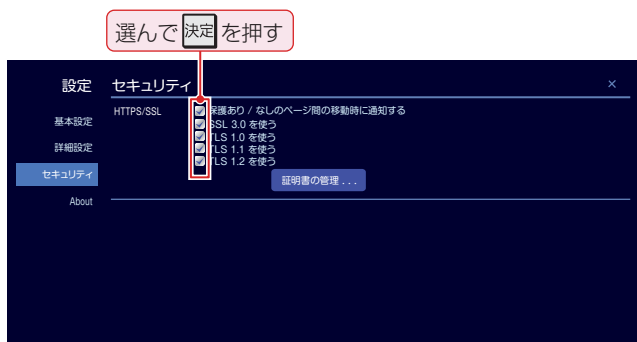 選んで 決定 を押す
設定
セキュリティ
×
基本設定
詳細設定
セキュリティ
About
HTTPS/SSL
保護あり / なしのページ間の移動時に通知する
SSL 3.0 を使う
TLS 1.0 を使う
TLS 1.1 を使う
TLS 1.2 を使う
証明書の管理 . . .